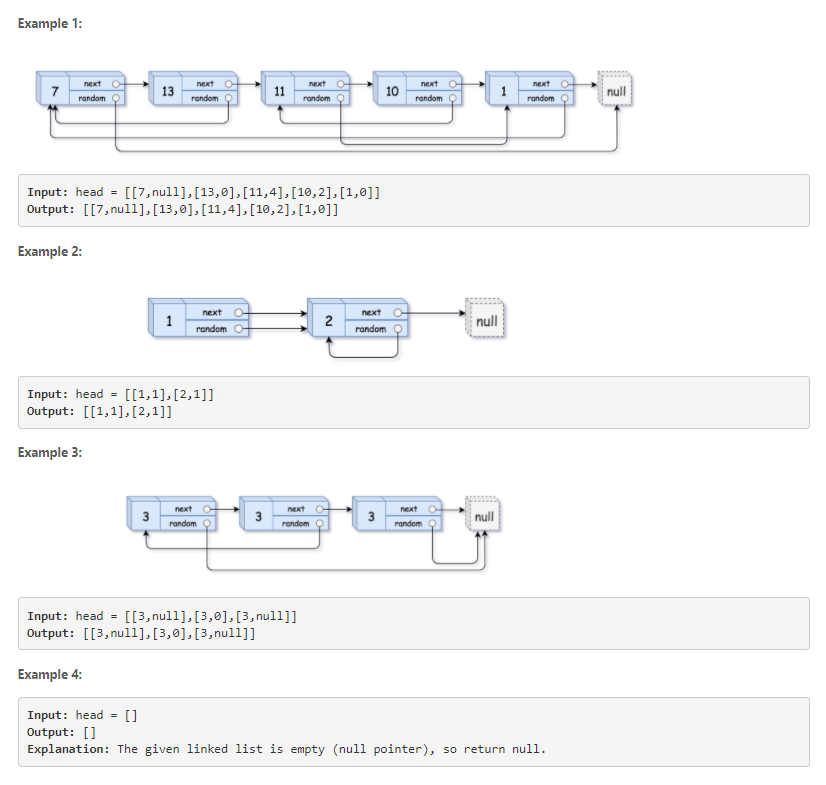 Example 1:
7 next random 13 next random 11 next random 10 next random 1 next random null
Input: head = [[7,null],[13,0],[11,4],[10,2],[1,0]]
Output: [[7,null],[13,0],[11,4],[10,2],[1,0]]
Example 2:
1 next random 2 next random null
Input: head = [[1,1],[2,1]]
Output: [[1,1],[2,1]]
Example 3:
3 next random 3 next random 3 next random null
Input: head = [[3,null],[3,0],[3,null]]
Output: [[3,null],[3,0],[3,null]]
Example 4:
Input: head = []
Output: []
Explanation: The given linked list is empty (null pointer), so return null.